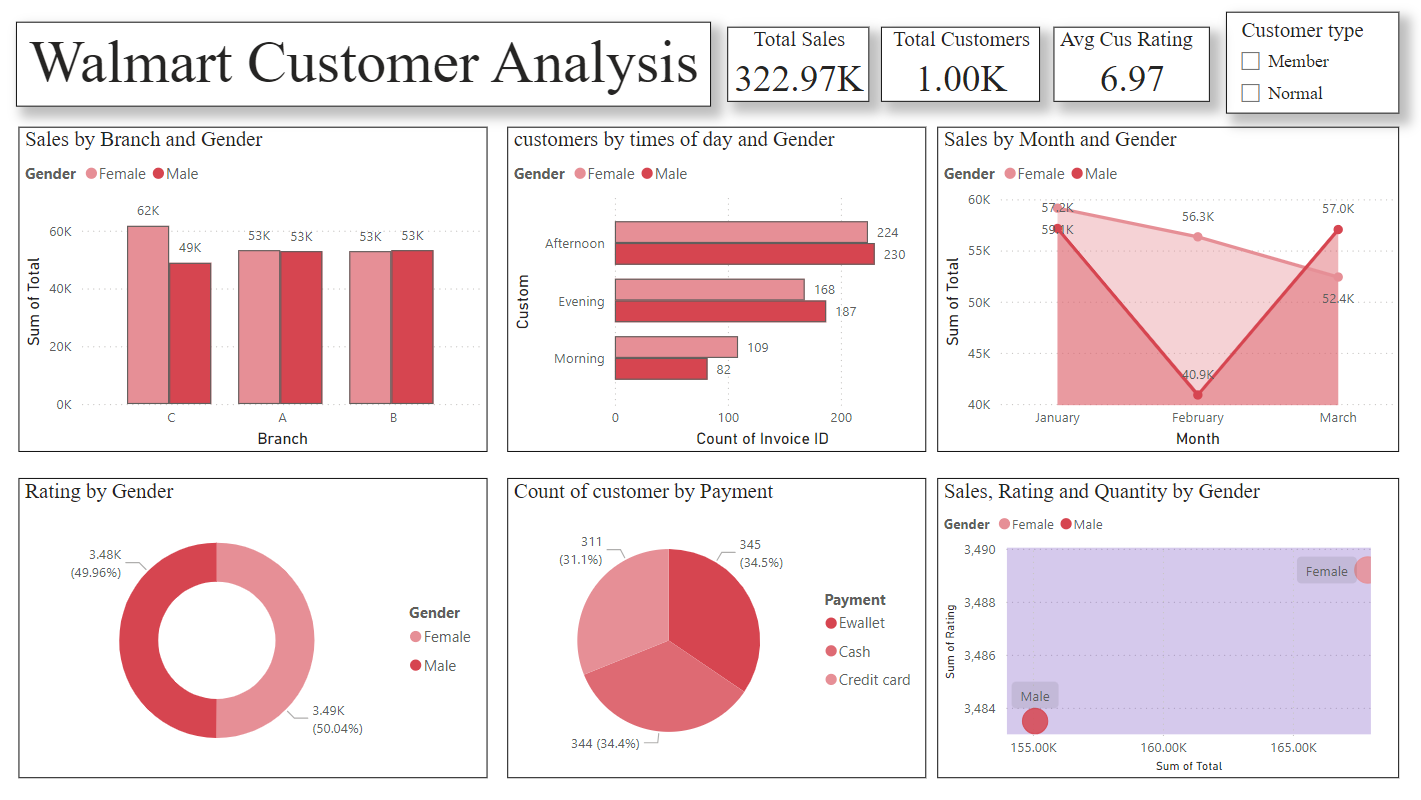 Walmart Customer Analysis
Total Sales
322.97K
Total Customers
1.00K
Avg Cus Rating
6.97
Customer type
Member
Normal
Sales by Branch and Gender
Gender Female Male
Sum of Total
60K
40K
20K
0K
62K
49K
53K
53K
53K
53K
C
A
B
Branch
customers by times of day and Gender
Gender Female Male
Custom
Afternoon
224
230
Evening
168
187
Morning
109
82
0
100
200
Count of Invoice ID
Sales by Month and Gender
Gender Female Male
Sum of Total
60K
55K
50K
45K
40K
57.2K
59.1K
56.3K
40.9K
57.0K
52.4K
January
February
March
Month
Rating by Gender
3.48K
(49.96%)
3.49K
(50.04%)
Gender
Female
Male
Count of customer by Payment
311
(31.1%)
345
(34.5%)
344 (34.4%)
Payment
Ewallet
Cash
Credit card
Sales, Rating and Quantity by Gender
Gender Female Male
Sum of Rating
3,490
3,488
3,486
3,484
Female
Male
155.00K
160.00K
165.00K
Sum of Total